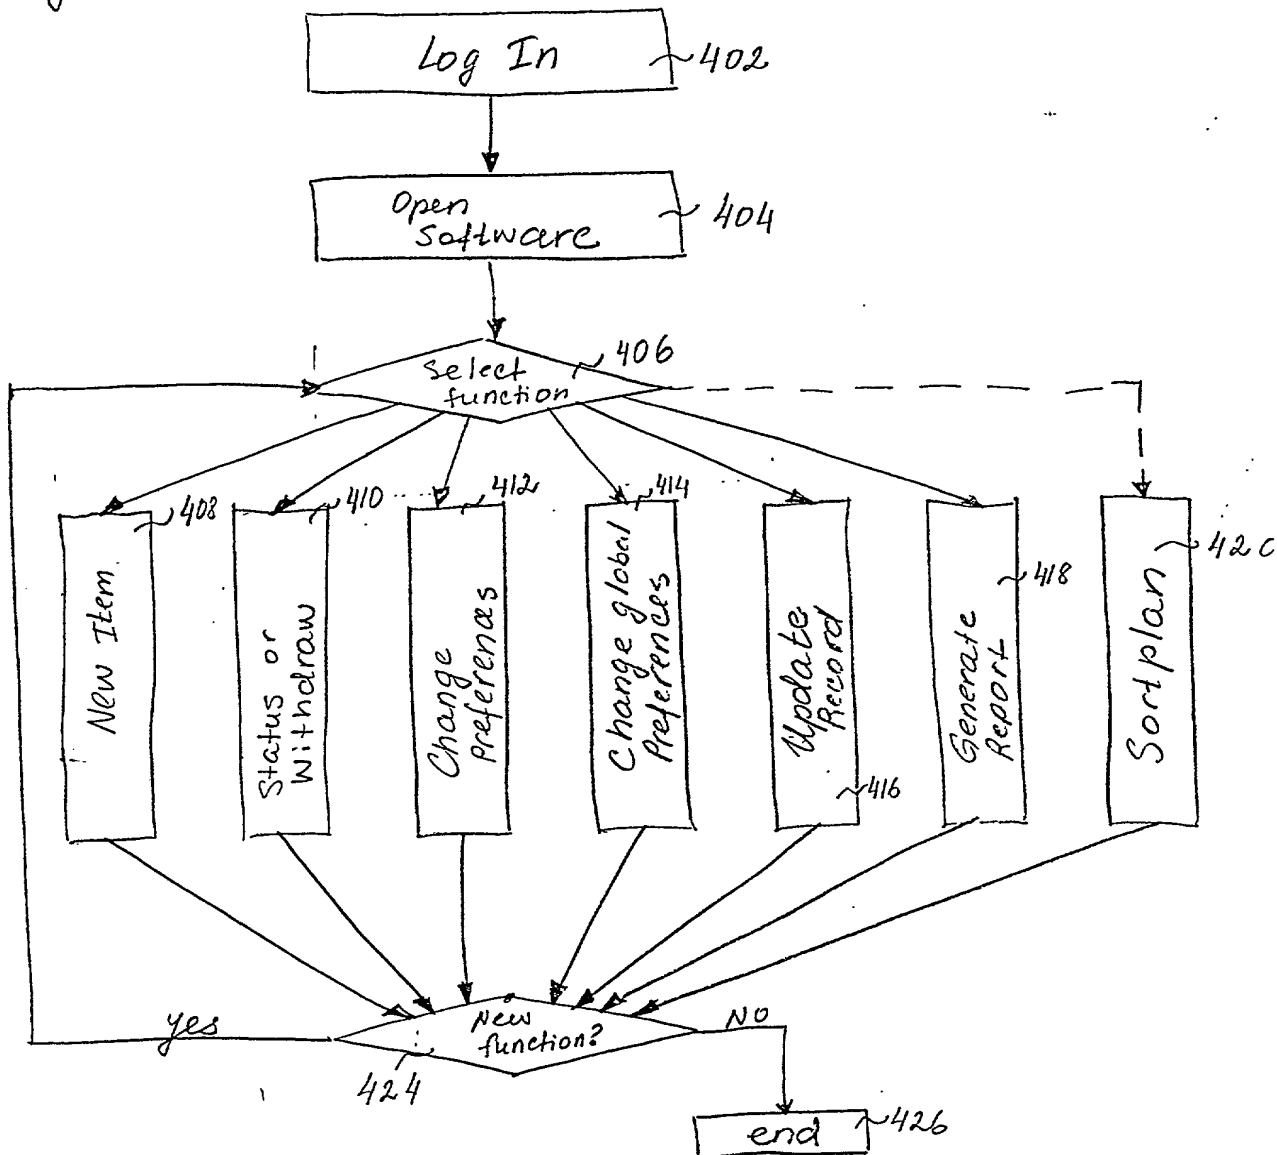 Log In
402
Open
Software
404
406
Select
function
408
410
412
414
New Item
Status or
Withdraw
Change
Preferences
Change global
Preferences
Update
Record
416
Generate
Report
418
Sortplan
42C
New
function?
yes
NO
424
end
426